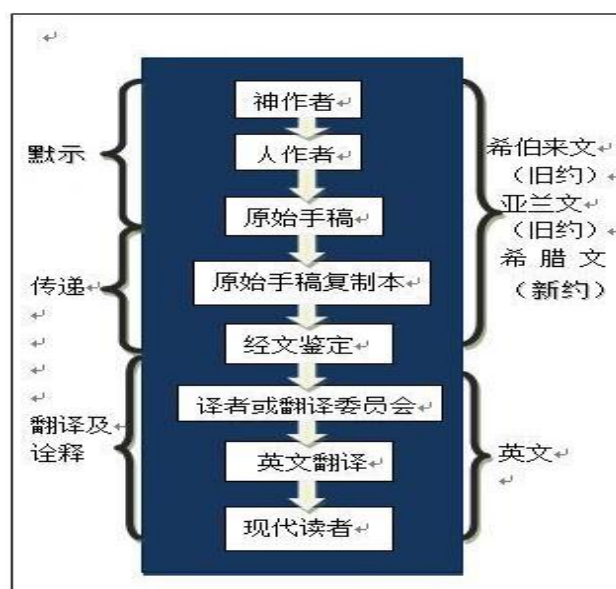 默示
传递
翻译及
诠释
神作者
人作者
原始手稿
原始手稿复制本
经文鉴定
译者或翻译委员会
英文翻译
现代读者
希伯来文
（旧约）
亚兰文
（旧约）
希腊文
（新约）
英文